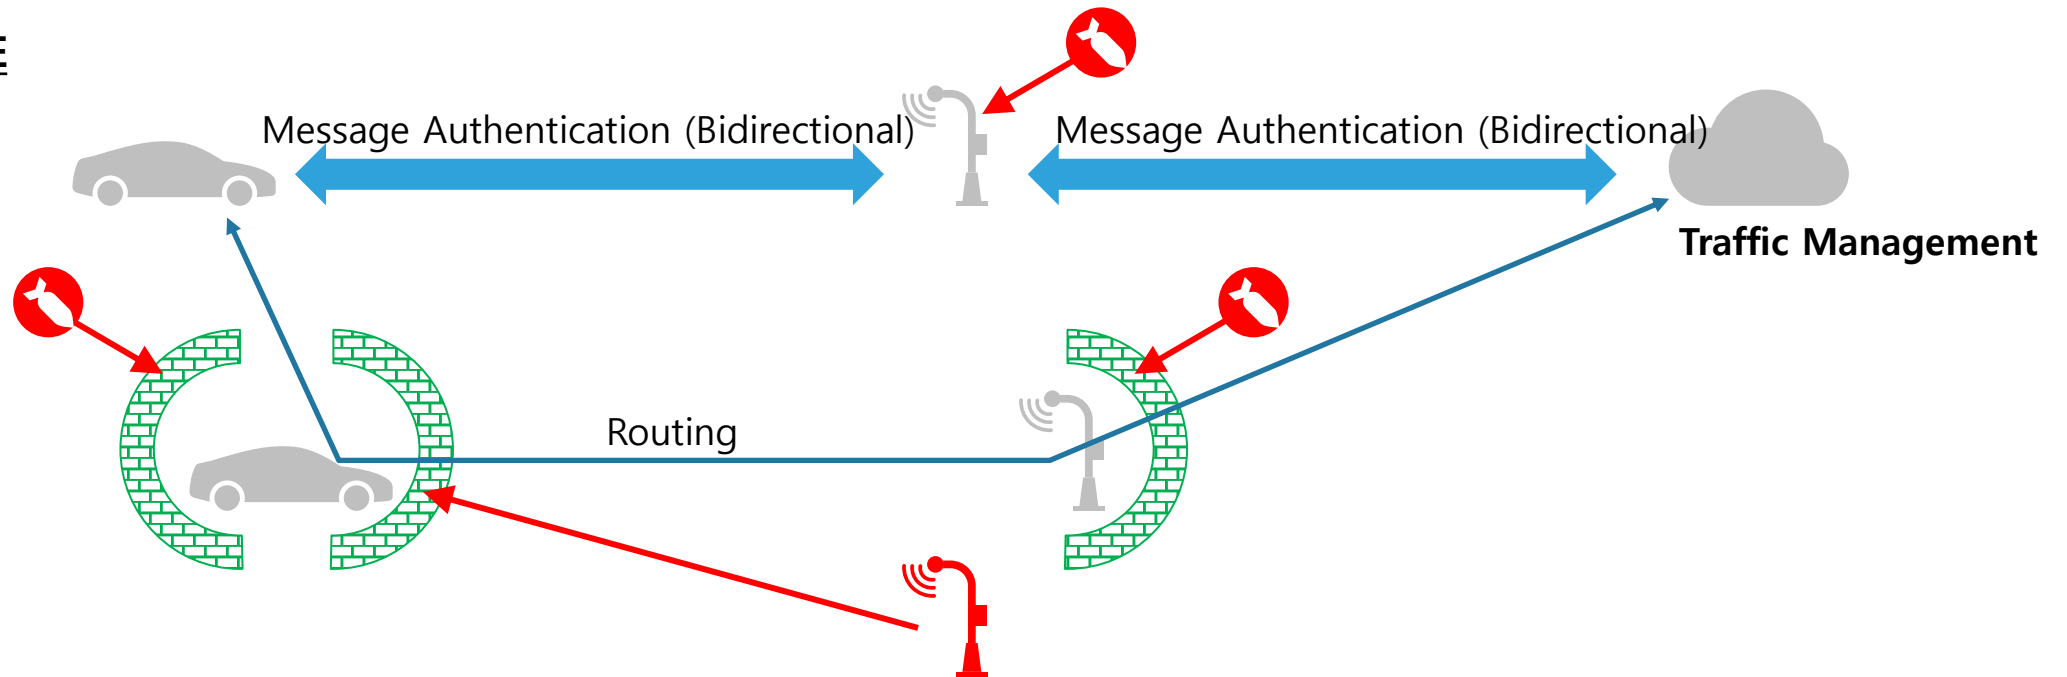 Message Authentication (Bidirectional)
Message Authentication (Bidirectional)
Traffic Management
Routing